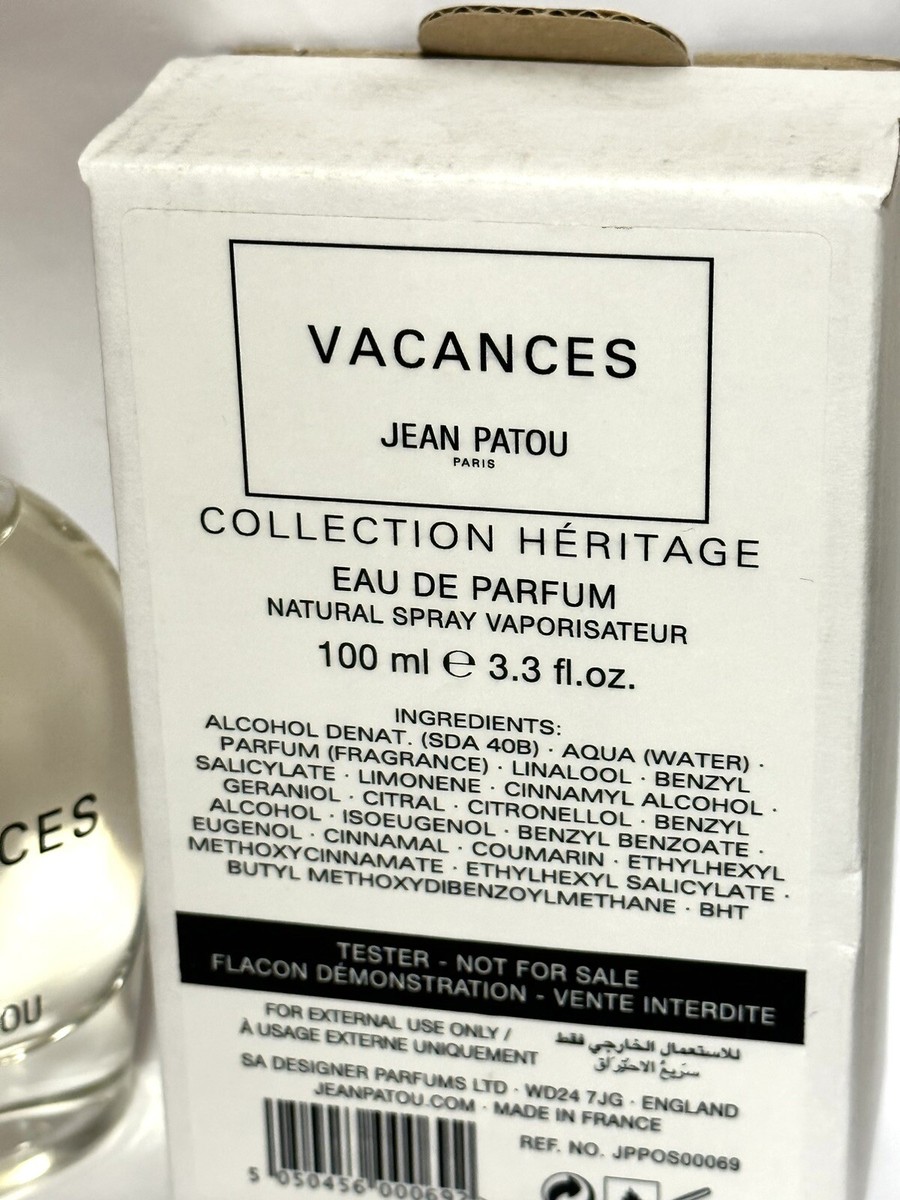 VACANCES
JEAN PATOU
PARIS
COLLECTION HÉRITAGE
EAU DE PARFUM
NATURAL SPRAY VAPORISATEUR
100 ml ℮ 3.3 fl.oz.
INGREDIENTS:
ALCOHOL DENAT. (SDA 40B) · AQUA (WATER) ·
PARFUM (FRAGRANCE) · LINALOOL · BENZYL
SALICYLATE · LIMONENE · CINNAMYL ALCOHOL ·
GERANIOL · CITRAL · CITRONELLOL · BENZYL
ALCOHOL · ISOEUGENOL · BENZYL BENZOATE ·
EUGENOL · CINNAMAL · COUMARIN · ETHYLHEXYL
METHOXYCINNAMATE · ETHYLHEXYL SALICYLATE ·
BUTYL METHOXYDIBENZOYLMETHANE · BHT
TESTER - NOT FOR SALE
FLACON DÉMONSTRATION - VENTE INTERDITE
FOR EXTERNAL USE ONLY /
À USAGE EXTERNE UNIQUEMENT
للاستعمال الخارجي فقط
سريع الاحتراق
SA DESIGNER PARFUMS LTD · WD24 7JG · ENGLAND
JEANPATOU.COM · MADE IN FRANCE
REF. NO. JPPOS00069
5 050456 000692
CES
OU